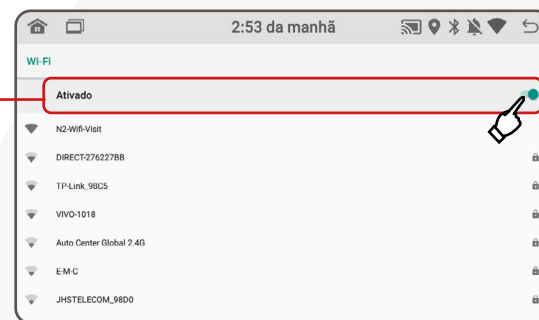 2:53 da manhã
Wi-Fi
Ativado
N2-Wifi-Visit
DIRECT-276227BB
TP-Link_98C5
VIVO-1018
Auto Center Global 2.4G
E-M-C
JHSTELECOM_98D0